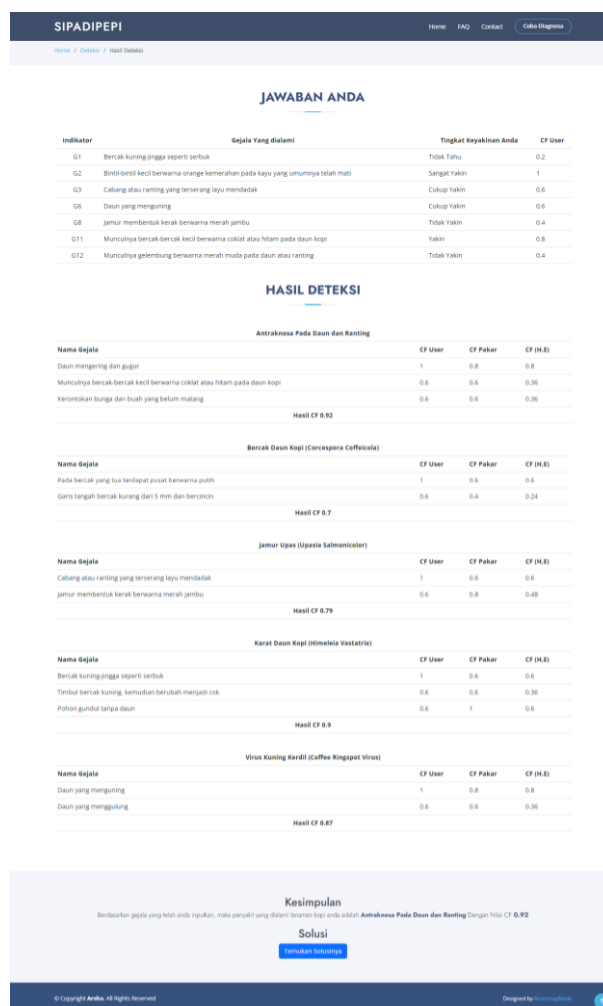 SIPADIPEPI Home FAQ Contact Coba Diagnosa
Home / Deteksi / Hasil Deteksi
JAWABAN ANDA
Indikator Gejala Yang dialami Tingkat Keyakinan Anda CF User
G1 Bercak kuning-jingga seperti serbuk Tidak Tahu 0.2
G2 Bintil-bintil kecil berwarna orange kemerahan pada kayu yang umumnya telah mati Sangat Yakin 1
G3 Cabang atau ranting yang terserang layu mendadak Cukup Yakin 0.6
G6 Daun yang menguning Cukup Yakin 0.6
G8 Jamur membentuk kerak berwarna merah jambu Tidak Yakin 0.4
G11 Munculnya bercak-bercak kecil berwarna coklat atau hitam pada daun kopi Yakin 0.8
G12 Munculnya gelembung berwarna merah muda pada daun atau ranting Tidak Yakin 0.4
HASIL DETEKSI
Antraknosa Pada Daun dan Ranting
Nama Gejala CF User CF Pakar CF (H,E)
Daun mengering dan gugur 1 0.8 0.8
Munculnya bercak-bercak kecil berwarna coklat atau hitam pada daun kopi 0.6 0.6 0.36
Kerontokan bunga dan buah yang belum matang 0.6 0.6 0.36
Hasil CF 0.92
Bercak Daun Kopi (Corcespora Coffeicola)
Nama Gejala CF User CF Pakar CF (H,E)
Pada bercak yang tua terdapat pusat berwarna putih 1 0.6 0.6
Garis tangah bercak kurang dari 5 mm dan bercincin 0.6 0.4 0.24
Hasil CF 0.7
Jamur Upas (Upasia Salmonicolor)
Nama Gejala CF User CF Pakar CF (H,E)
Cabang atau ranting yang terserang layu mendadak 1 0.6 0.6
Jamur membentuk kerak berwarna merah jambu 0.6 0.8 0.48
Hasil CF 0.79
Karat Daun Kopi (Himeleia Vastatrix)
Nama Gejala CF User CF Pakar CF (H,E)
Bercak kuning-jingga seperti serbuk 1 0.6 0.6
Timbul bercak kuning, kemudian berubah menjadi cok 0.6 0.6 0.36
Pohon gundul tanpa daun 0.6 1 0.6
Hasil CF 0.9
Virus Kuning Kerdil (Coffee Ringspot Virus)
Nama Gejala CF User CF Pakar CF (H,E)
Daun yang menguning 1 0.8 0.8
Daun yang menggulung 0.6 0.6 0.36
Hasil CF 0.87
Kesimpulan
Berdasarkan gejala yang telah anda inputkan, maka penyakit yang dialami tanaman kopi anda adalah Antraknosa Pada Daun dan Ranting Dengan Nilai CF 0.92
Solusi
Temukan Solusinya
© Copyright Arsha. All Rights Reserved Designed by BootstrapMade